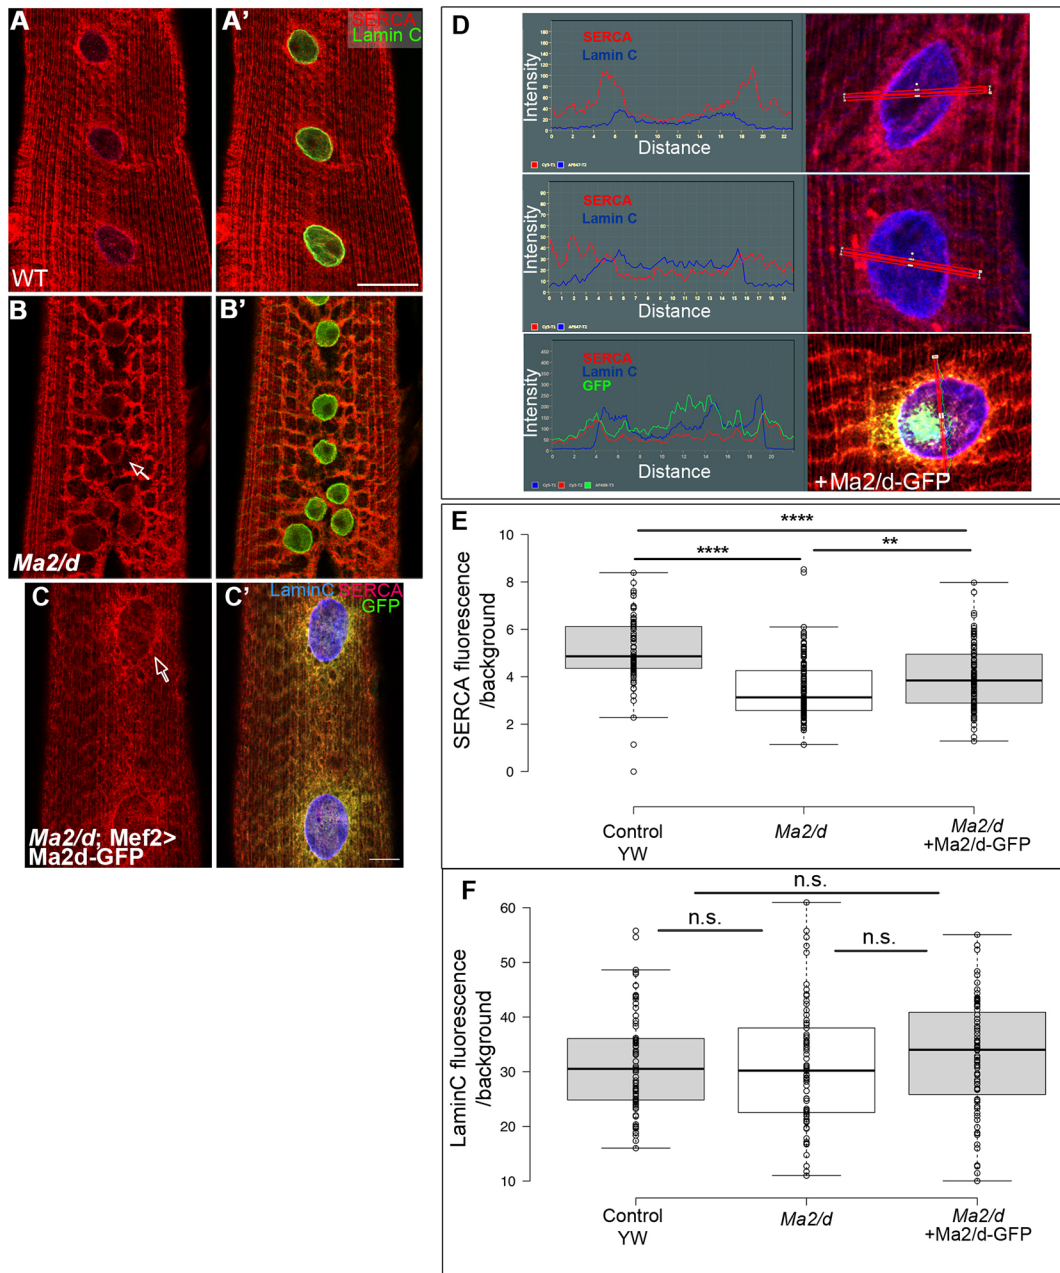 A
A'
SERCA
Lamin C
WT
B
B'
Ma2/d
C
C'
LaminC SERCA
GFP
Ma2/d; Mef2>
Ma2d-GFP
D
SERCA
Lamin C
Intensity
Distance
SERCA
Lamin C
Intensity
Distance
SERCA
Lamin C
GFP
Intensity
Distance
+Ma2/d-GFP
E
****
****
**
SERCA fluorescence
/background
10
8
6
4
2
0
Control
YW
Ma2/d
Ma2/d
+Ma2/d-GFP
F
n.s.
n.s.
n.s.
LaminC fluorescence
/background
60
50
40
30
20
10
Control
YW
Ma2/d
Ma2/d
+Ma2/d-GFP